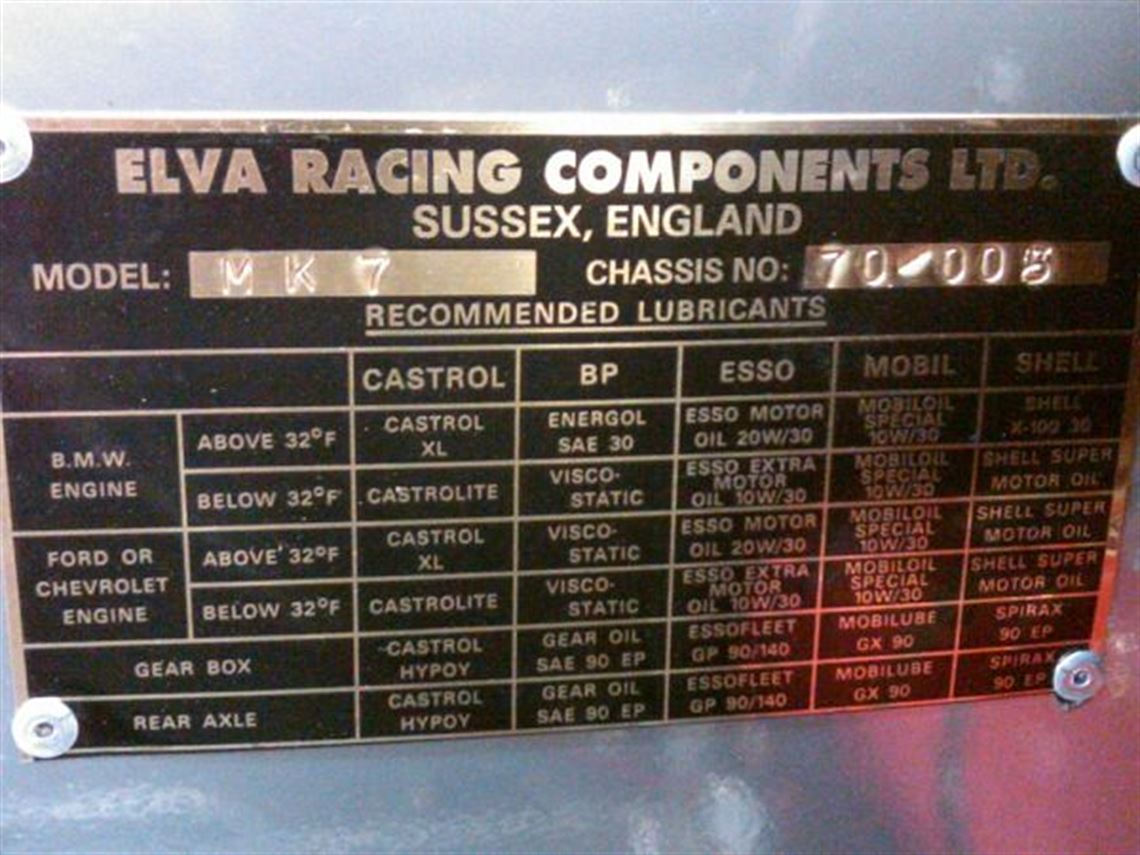 ELVA RACING COMPONENTS LTD.
SUSSEX, ENGLAND
MODEL: MK 7 CHASSIS NO: 70-005
RECOMMENDED LUBRICANTS
CASTROL BP ESSO MOBIL SHELL
B.M.W. ENGINE
ABOVE 32°F CASTROL XL ENERGOL SAE 30 ESSO MOTOR OIL 20W/30 MOBILOIL SPECIAL 10W/30 SHELL X-100 30
BELOW 32°F CASTROLITE VISCO-STATIC ESSO EXTRA MOTOR OIL 10W/30 MOBILOIL SPECIAL 10W/30 SHELL SUPER MOTOR OIL
FORD OR CHEVROLET ENGINE
ABOVE 32°F CASTROL XL VISCO-STATIC ESSO MOTOR OIL 20W/30 MOBILOIL SPECIAL 10W/30 SHELL SUPER MOTOR OIL
BELOW 32°F CASTROLITE VISCO-STATIC ESSO EXTRA MOTOR OIL 10W/30 MOBILOIL SPECIAL 10W/30 SHELL SUPER MOTOR OIL
GEAR BOX CASTROL HYPOY GEAR OIL SAE 90 EP ESSOFLEET GP 90/140 MOBILUBE GX 90 SPIRAX 90 EP
REAR AXLE CASTROL HYPOY GEAR OIL SAE 90 EP ESSOFLEET GP 90/140 MOBILUBE GX 90 SPIRAX 90 EP